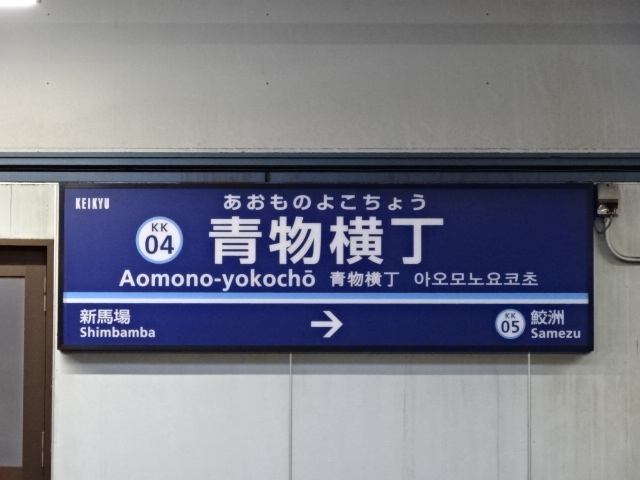 KEIKYU
あおものよこちょう
KK 04 青物横丁
Aomono-yokochō 青物横丁 아오모노요코초
新馬場 → KK 05 鮫洲
Shimbamba Samezu